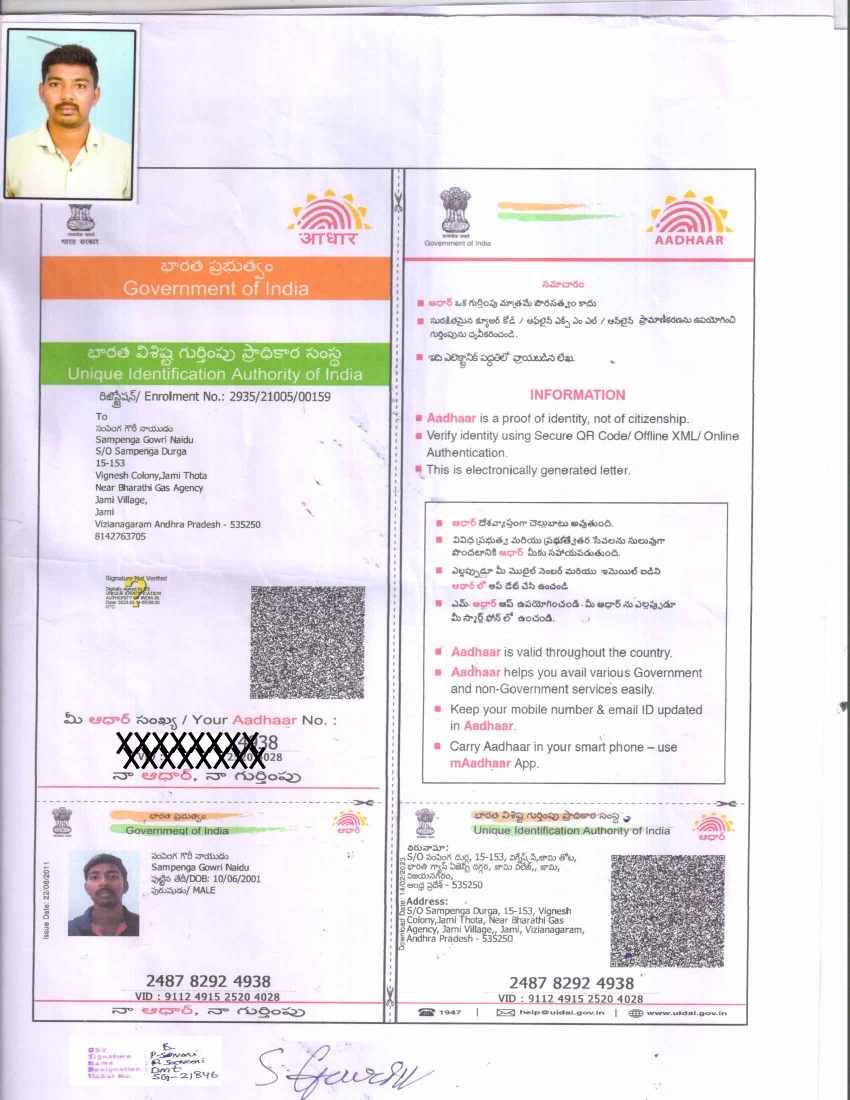 भारत सरकार
आधार
భారత ప్రభుత్వం
Government of India
భారత విశిష్ట గుర్తింపు ప్రాధికార సంస్థ
Unique Identification Authority of India
రిజిస్ట్రేషన్/ Enrolment No.: 2935/21005/00159
To
సంపెంగ గౌరీ నాయుడు
Sampenga Gowri Naidu
S/O Sampenga Durga
15-153
Vignesh Colony,Jami Thota
Near Bharathi Gas Agency
Jami Village,
Jami
Vizianagaram Andhra Pradesh - 535250
8142763705
Signature Not Verified
మీ ఆధార్ సంఖ్య / Your Aadhaar No. :
నా ఆధార్, నా గుర్తింపు
Government of India
AADHAAR
సమాచారం
ఆధార్ ఒక గుర్తింపు మాత్రమే పౌరసత్వం కాదు
సురక్షితమైన క్యూఆర్ కోడ్ / ఆఫ్‌లైన్ ఎక్స్ ఎం ఎల్ / ఆన్‌లైన్ ప్రామాణికరణను ఉపయోగించి
గుర్తింపును ధృవీకరించండి.
ఇది ఎలక్ట్రానిక్ పద్ధతిలో వ్రాయబడిన లేఖ.
INFORMATION
Aadhaar is a proof of identity, not of citizenship.
Verify identity using Secure QR Code/ Offline XML/ Online
Authentication.
This is electronically generated letter.
ఆధార్ దేశవ్యాప్తంగా చెల్లుబాటు అవుతుంది.
వివిధ ప్రభుత్వ మరియు ప్రభుత్వేతర సేవలను సులువుగా
పొందటానికి ఆధార్ మీకు సహాయపడుతుంది.
ఎల్లప్పుడూ మీ మొబైల్ నెంబర్ మరియు ఇమెయిల్ ఐడిని
ఆధార్ లో అప్ డేట్ చేసి ఉంచండి
ఎమ్-ఆధార్ ఆప్ ఉపయోగించండి - మీ ఆధార్ ను ఎల్లప్పుడూ
మీ స్మార్ట్ ఫోన్ లో ఉంచండి.
Aadhaar is valid throughout the country.
Aadhaar helps you avail various Government
and non-Government services easily.
Keep your mobile number & email ID updated
in Aadhaar.
Carry Aadhaar in your smart phone – use
mAadhaar App.
భారత ప్రభుత్వం
Government of India
ఆధార్
Issue Date: 22/08/2011
సంపెంగ గౌరీ నాయుడు
Sampenga Gowri Naidu
పుట్టిన తేదీ/DOB: 10/06/2001
పురుషుడు/ MALE
2487 8292 4938
VID : 9112 4915 2520 4028
నా ఆధార్, నా గుర్తింపు
భారత విశిష్ట గుర్తింపు ప్రాధికార సంస్థ
Unique Identification Authority of India
ఆధార్
Download Date: 14/02/2023
చిరునామా:
S/O సంపెంగ దుర్గ, 15-153, విగ్నేష్ కాలనీ,జామి తోట,
భారతి గ్యాస్ ఏజెన్సీ దగ్గర, జామి విలేజ్,, జామి,
విజయనగరం,
ఆంధ్ర ప్రదేశ్ - 535250
Address:
S/O Sampenga Durga, 15-153, Vignesh
Colony,Jami Thota, Near Bharathi Gas
Agency, Jami Village,, Jami, Vizianagaram,
Andhra Pradesh - 535250
2487 8292 4938
VID : 9112 4915 2520 4028
1947 | help@uidai.gov.in | www.uidai.gov.in
Signature
Name
Designation : DMT
SG-21846